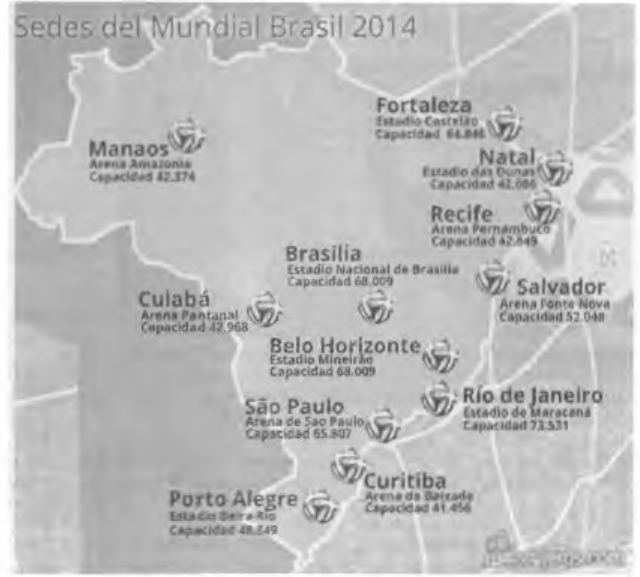 Sedes del Mundial Brasil 2014
Fortaleza
Estadio Castelão
Capacidad 64.846
Manaos
Arena Amazonie
Capacidad 42.374
Natal
Estadio das Dunas
Capacidad 42.086
Recife
Arena Pernambuco
Capacidad 42.849
Brasilia
Estadio Nacional de Brasilia
Capacidad 68.009
Salvador
Arena Fonte Nova
Capacidad 52.048
Cuiabá
Arena Pantanal
Capacidad 42.968
Belo Horizonte
Estadio Mineirão
Capacidad 68.009
Río de Janeiro
Estadio de Maracaná
Capacidad 73.531
São Paulo
Arena de Sao Paulo
Capacidad 65.807
Curitiba
Arena da Baixada
Capacidad 41.456
Porto Alegre
Estadio Beira-Rio
Capacidad 48.849